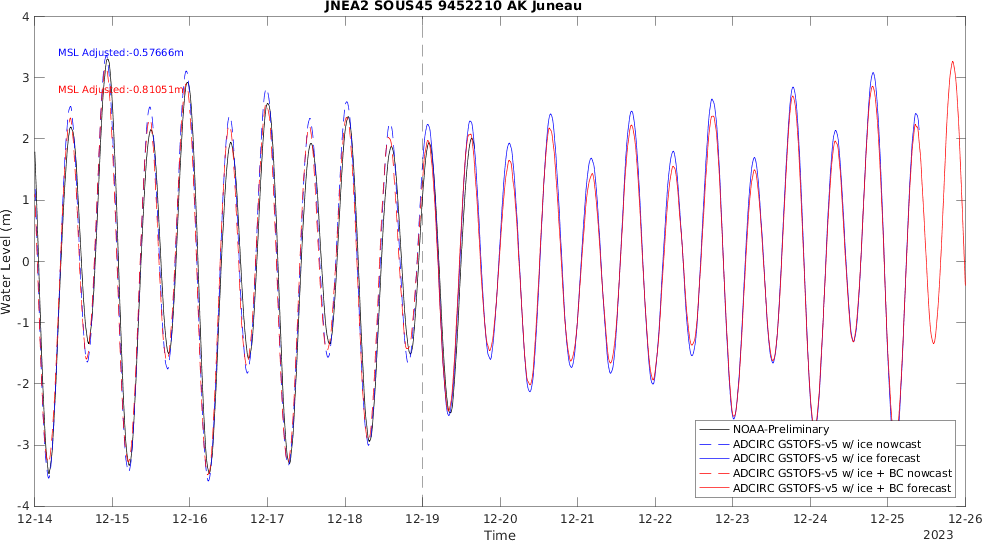 JNEA2 SOUS45 9452210 AK Juneau
4
3
2
1
0
-1
-2
-3
-4
Water Level (m)
MSL Adjusted:-0.57666m
MSL Adjusted:-0.81051m
NOAA-Preliminary
ADCIRC GSTOFS-v5 w/ ice nowcast
ADCIRC GSTOFS-v5 w/ ice forecast
ADCIRC GSTOFS-v5 w/ ice + BC nowcast
ADCIRC GSTOFS-v5 w/ ice + BC forecast
12-14 12-15 12-16 12-17 12-18 12-19 12-20 12-21 12-22 12-23 12-24 12-25 12-26
Time
2023